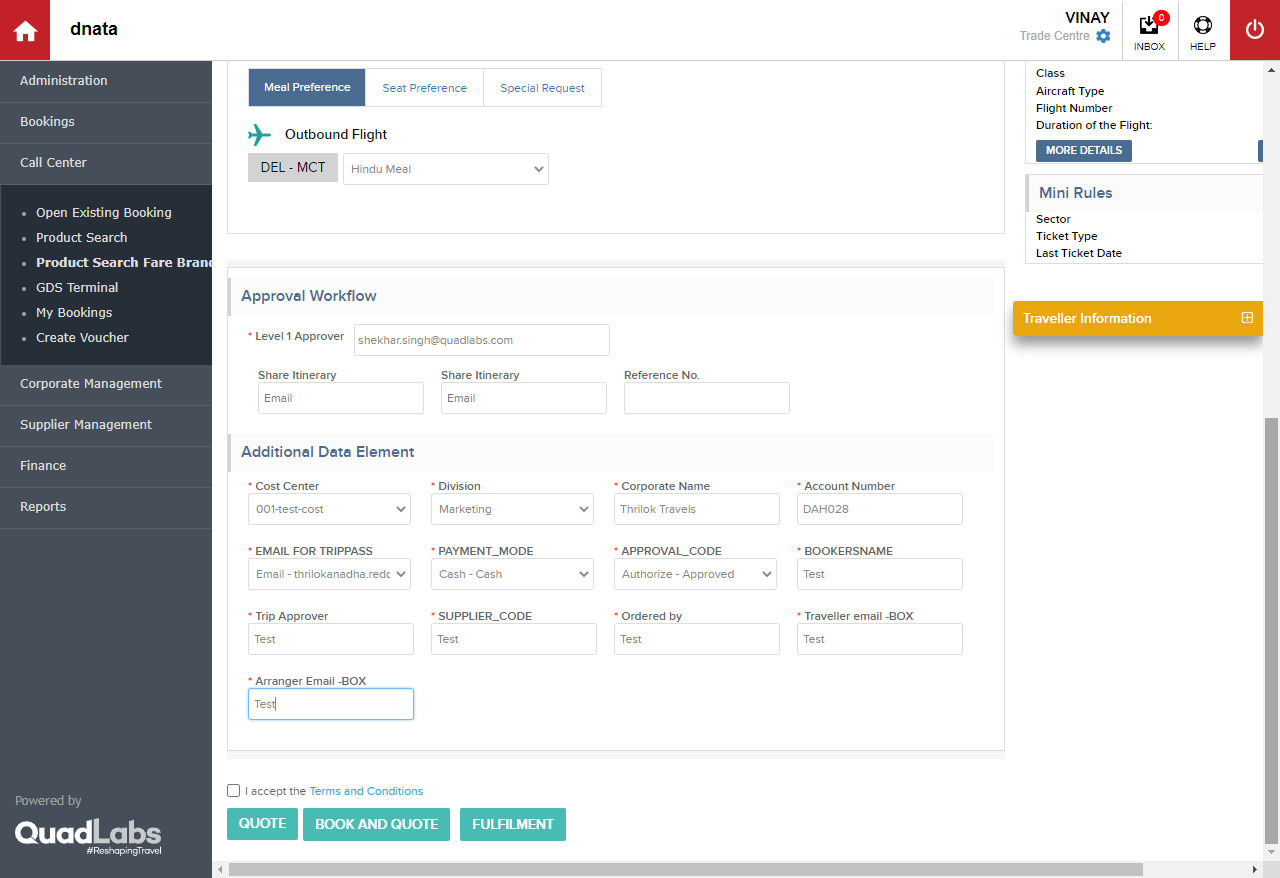 dnata
VINAY
Trade Centre
0
INBOX
HELP
Administration
Bookings
Call Center
Open Existing Booking
Product Search
Product Search Fare Brand
GDS Terminal
My Bookings
Create Voucher
Corporate Management
Supplier Management
Finance
Reports
Powered by
QuadLabs
#ReshapingTravel
Meal Preference
Seat Preference
Special Request
Outbound Flight
DEL - MCT
Hindu Meal
Approval Workflow
* Level 1 Approver
shekhar.singh@quadlabs.com
Share Itinerary Share Itinerary Reference No.
Email Email
Additional Data Element
* Cost Center * Division * Corporate Name * Account Number
001-test-cost Marketing Thrilok Travels DAH028
* EMAIL FOR TRIPPASS * PAYMENT_MODE * APPROVAL_CODE * BOOKERSNAME
Email - thrilokanadha.redd Cash - Cash Authorize - Approved Test
* Trip Approver * SUPPLIER_CODE * Ordered by * Traveller email -BOX
Test Test Test Test
* Arranger Email -BOX
Test
I accept the Terms and Conditions
QUOTE BOOK AND QUOTE FULFILMENT
Class
Aircraft Type
Flight Number
Duration of the Flight:
MORE DETAILS
Mini Rules
Sector
Ticket Type
Last Ticket Date
Traveller Information